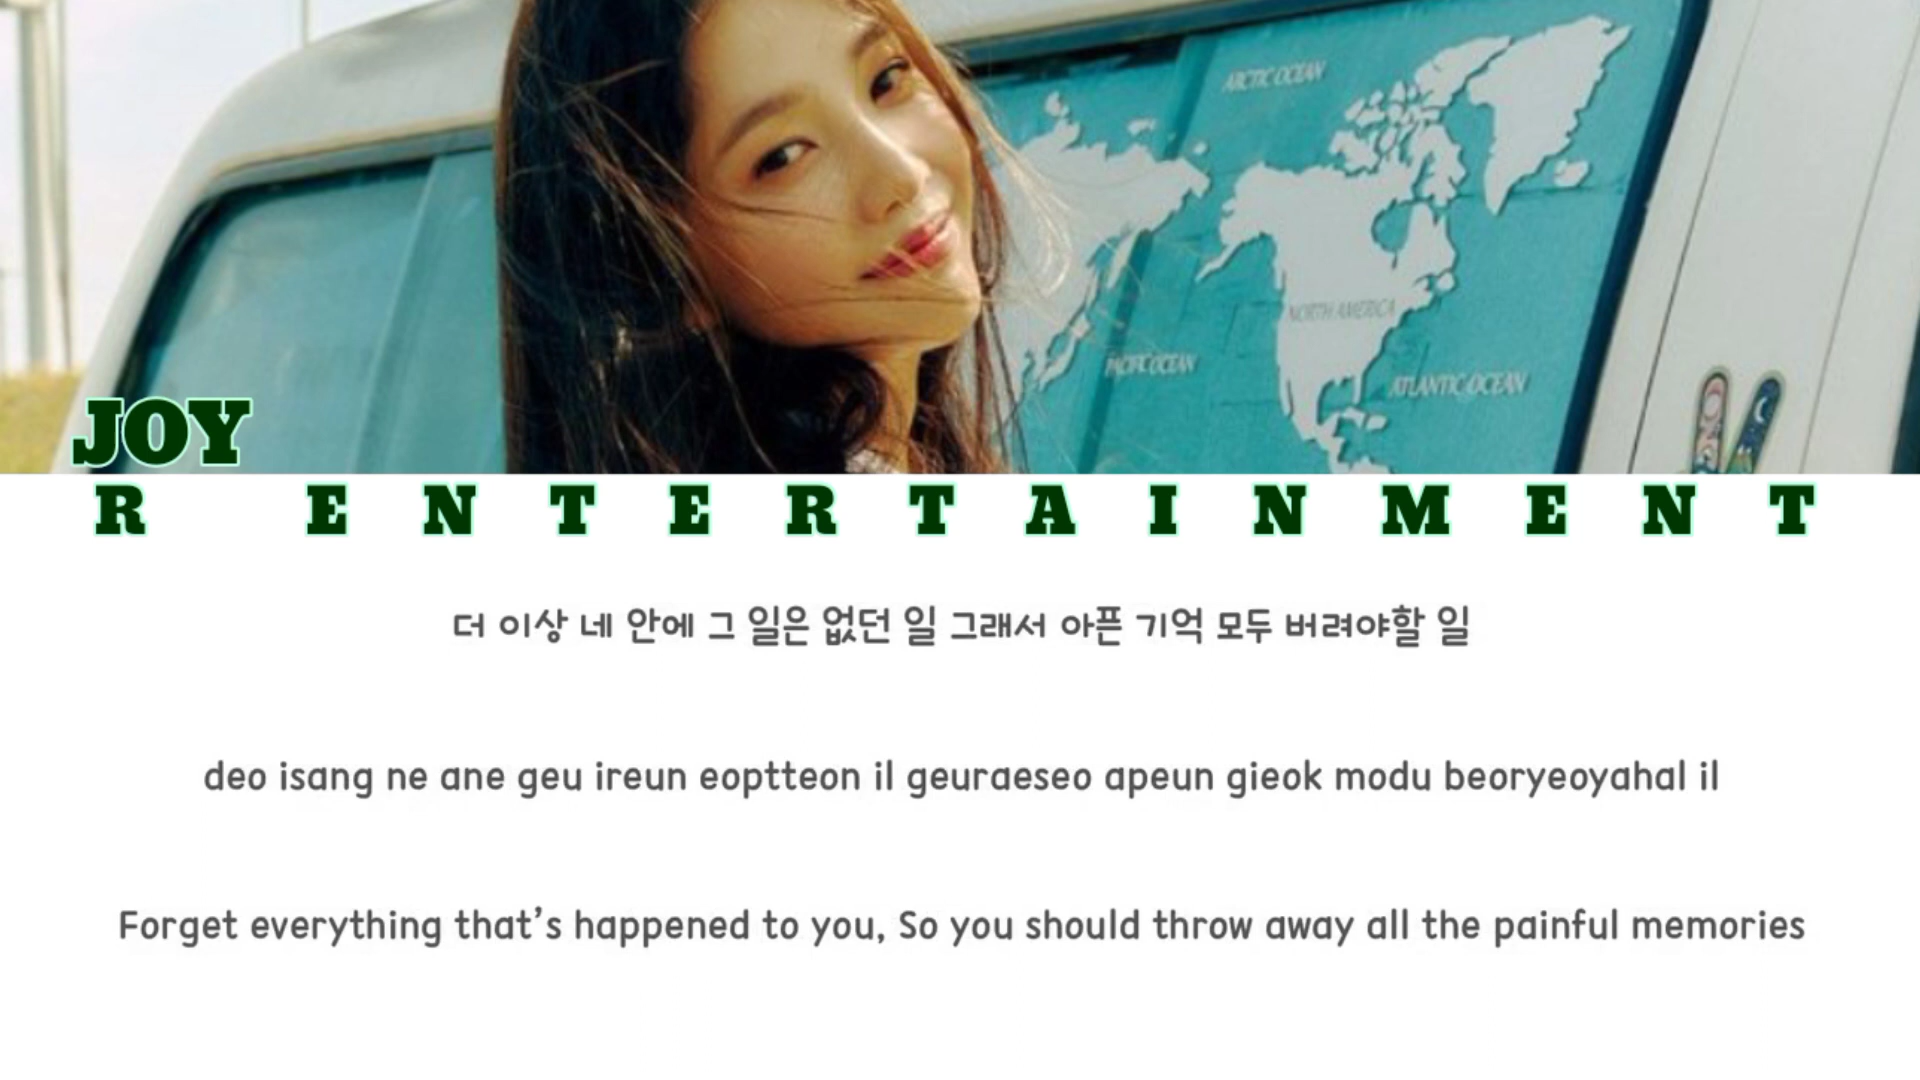 ARCTIC OCEAN
NORTH AMERICA
PACIFIC OCEAN
ATLANTIC OCEAN
JOY
R ENTERTAINMENT
더 이상 네 안에 그 일은 없던 일 그래서 아픈 기억 모두 버려야할 일
deo isang ne ane geu ireun eoptteon il geuraeseo apeun gieok modu beoryeoyahal il
Forget everything that's happened to you, So you should throw away all the painful memories